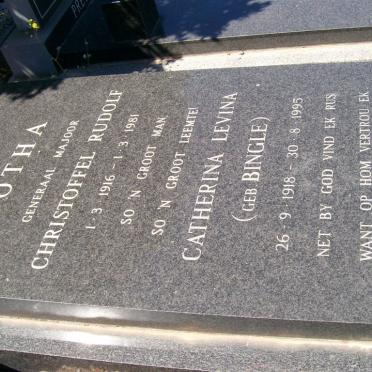 OTHA
GENERAAL MAJOOR
CHRISTOFFEL RUDOLF
1·3·1916 - 1·3·1981
SO 'N GROOT MAN
SO 'N GROOT LEEMTE!
CATHERINA LEVINA
(GEB BINGLE)
26·9·1918 - 30·8·1995
NET BY GOD VIND EK RUS
WANT OP HOM VERTROU EK